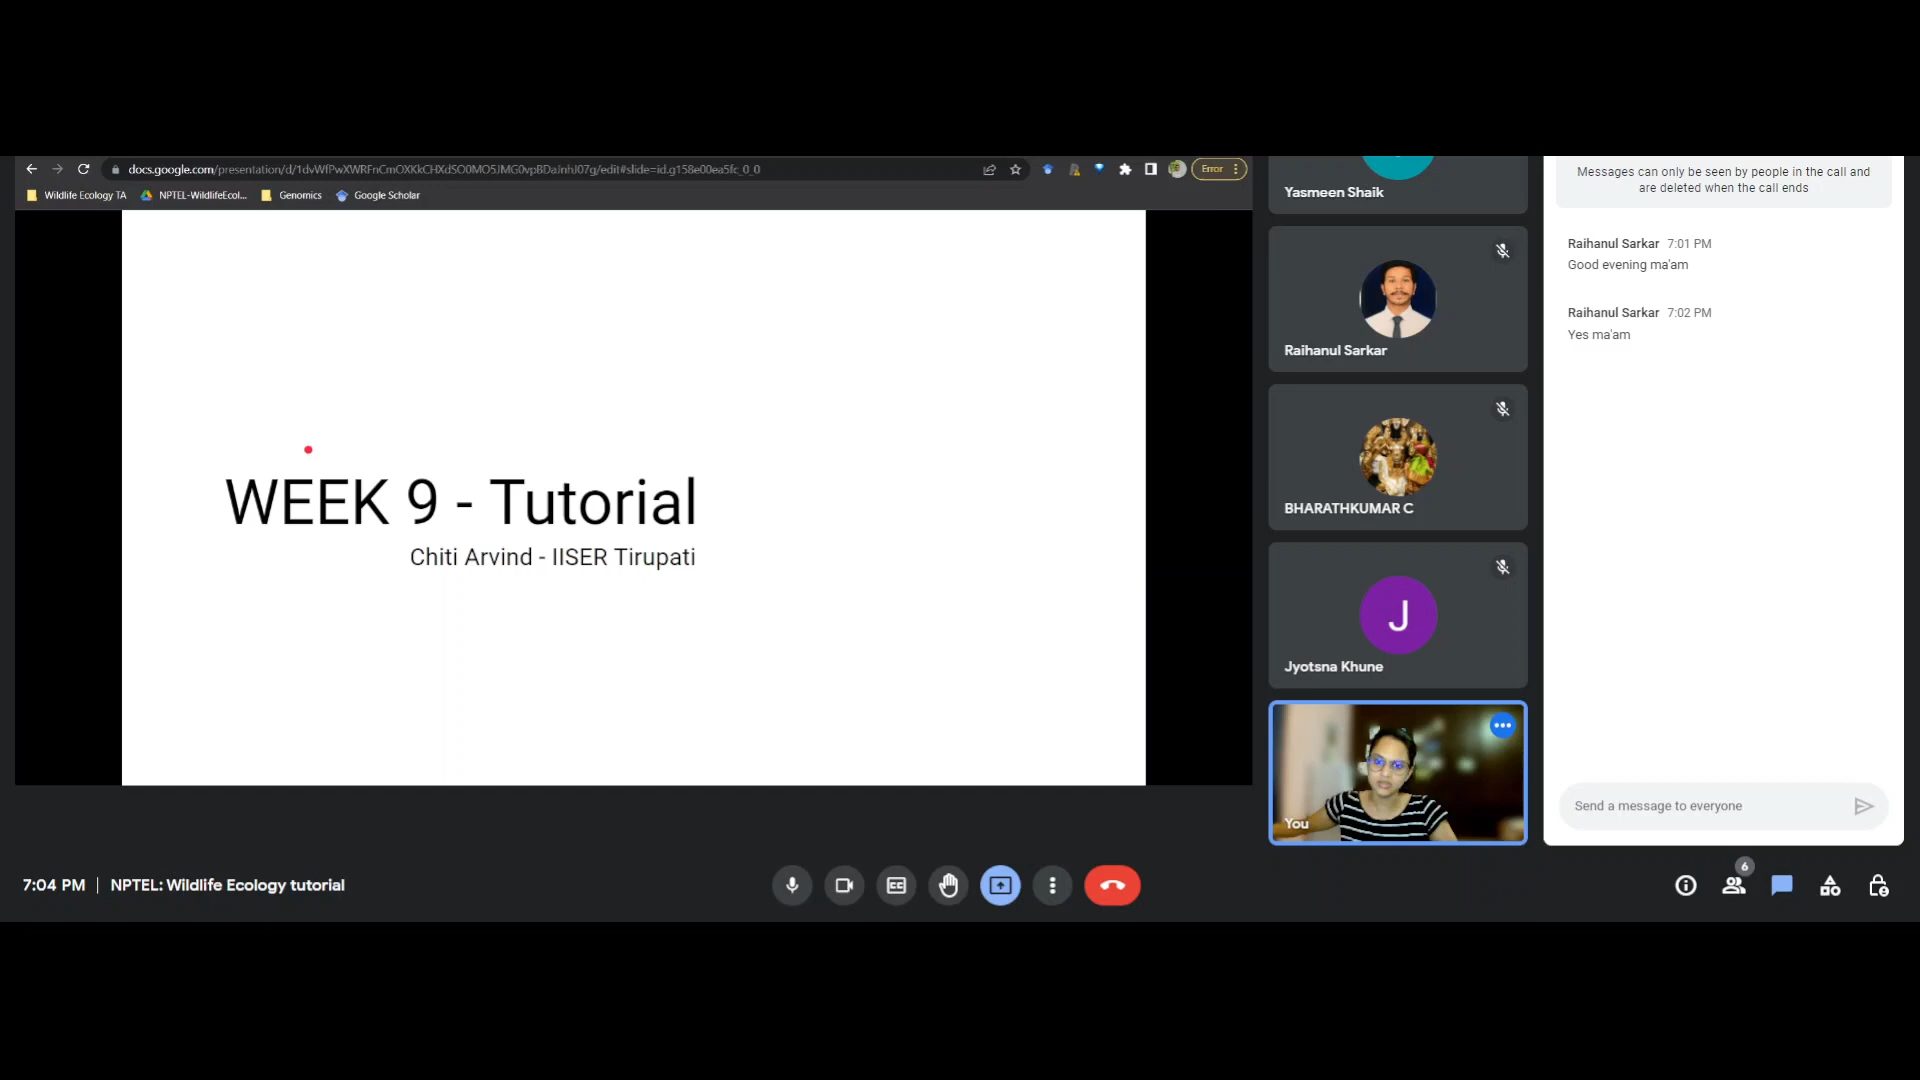 docs.google.com/presentation/d/1dvWfPwXWRFnCmOXKkCHXdSO0MO5JMG0vpBDaJnhJ07g/edit#slide=id.g158e00ea5fc_0_0
Error
Wildlife Ecology TA
NPTEL-WildlifeEcol...
Genomics
Google Scholar
WEEK 9 - Tutorial
Chiti Arvind - IISER Tirupati
Yasmeen Shaik
Raihanul Sarkar
BHARATHKUMAR C
J
Jyotsna Khune
You
Messages can only be seen by people in the call and
are deleted when the call ends
Raihanul Sarkar 7:01 PM
Good evening ma'am
Raihanul Sarkar 7:02 PM
Yes ma'am
Send a message to everyone
7:04 PM | NPTEL: Wildlife Ecology tutorial
CC
6